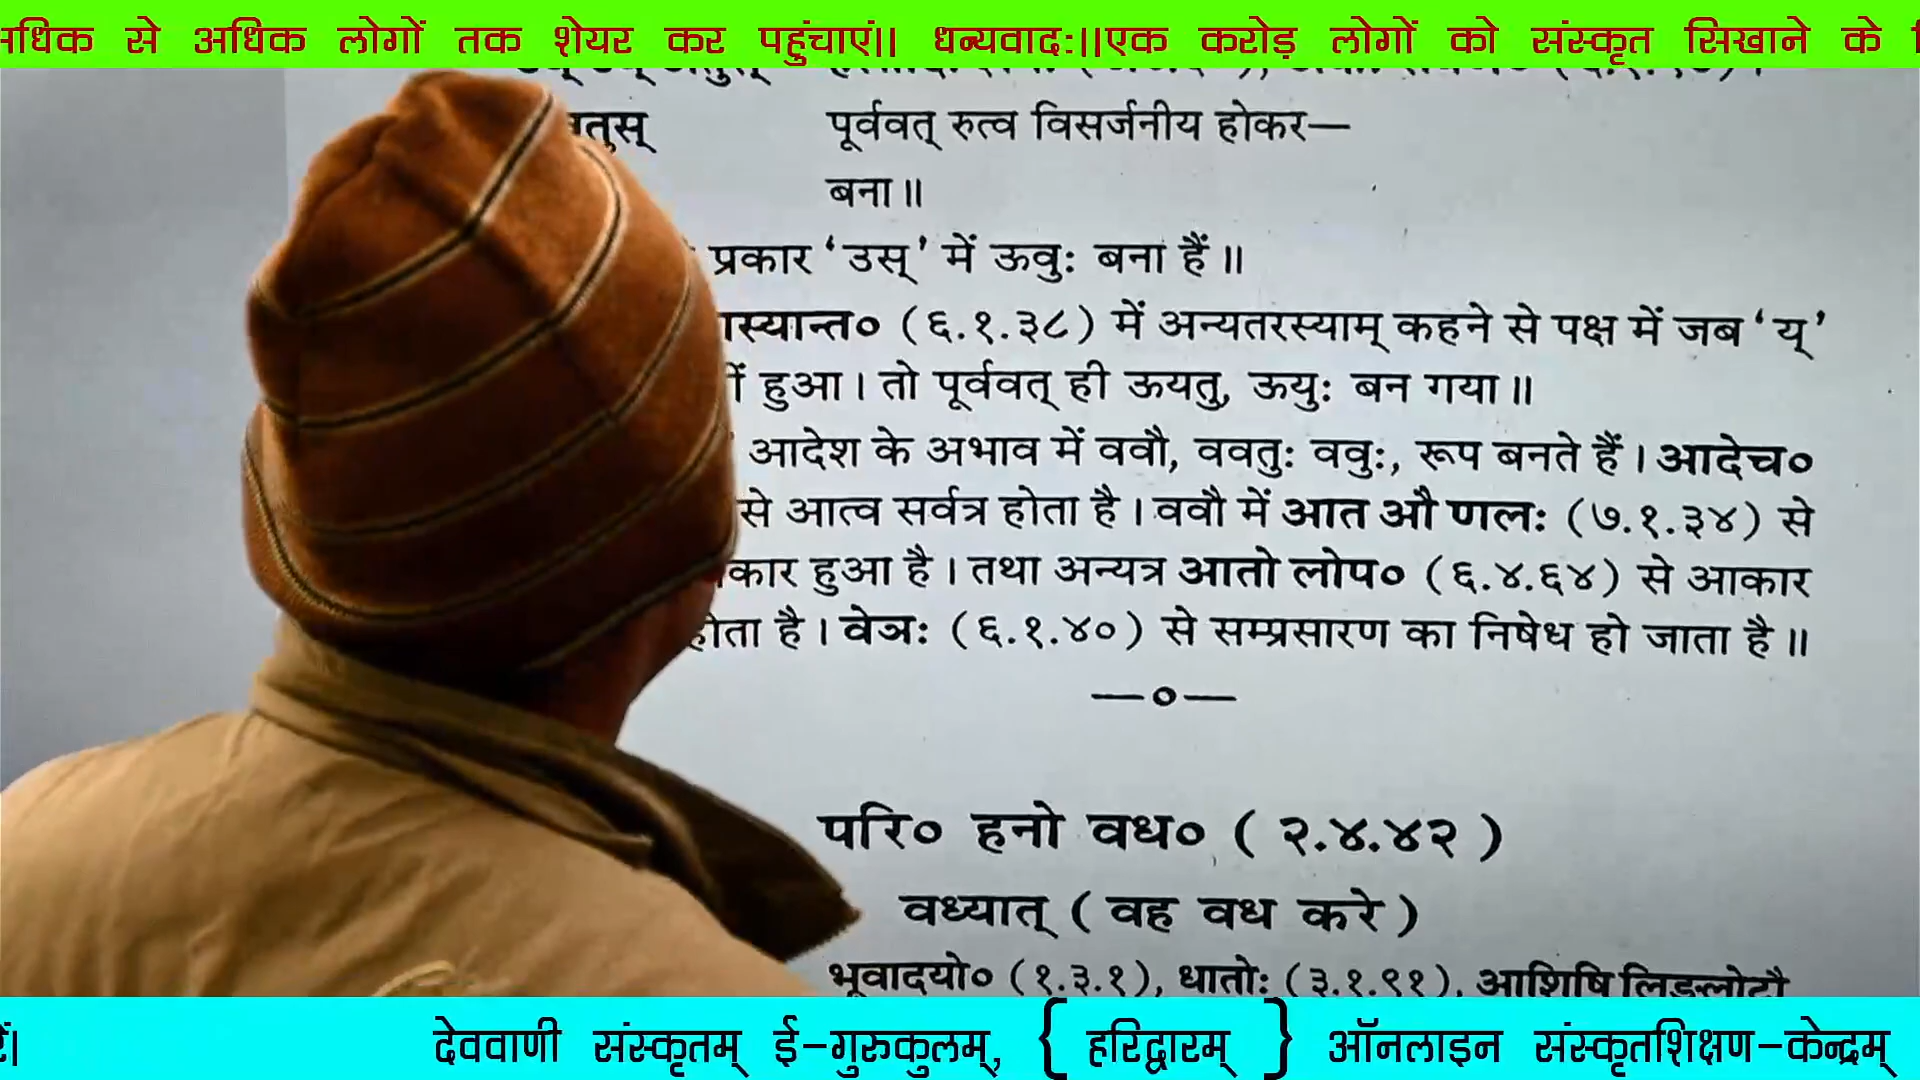 से अधिक लोगों तक शेयर कर पहुंचाएं।। धन्यवादः।।एक करोड़ लोगों को संस्कृत सिखाने के
पूर्ववत् रुत्व विसर्जनीय होकर—
बना॥
प्रकार 'उस्' में ऊवुः बना हैं॥
(६.१.३८) में अन्यतरस्याम् कहने से पक्ष में जब 'य्'
हुआ। तो पूर्ववत् ही ऊयतु, ऊयुः बन गया॥
आदेश के अभाव में ववौ, ववतुः ववुः, रूप बनते हैं। आदेच०
से आत्व सर्वत्र होता है। ववौ में आत औ णलः (७.१.३४) से
हुआ है। तथा अन्यत्र आतो लोप० (६.४.६४) से आकार
होता है। वेञः (६.१.४०) से सम्प्रसारण का निषेध हो जाता है॥
—०—
परि० हनो वध० (२.४.४२)
वध्यात् (वह वध करे)
भूवादयो० (१.३.१), धातोः (३.१.९१), आशिषि लिङ्लोटौ
देववाणी संस्कृतम् ई-गुरुकुलम्, { हरिद्वारम् } ऑनलाइन संस्कृतशिक्षण-केन्द्रम्